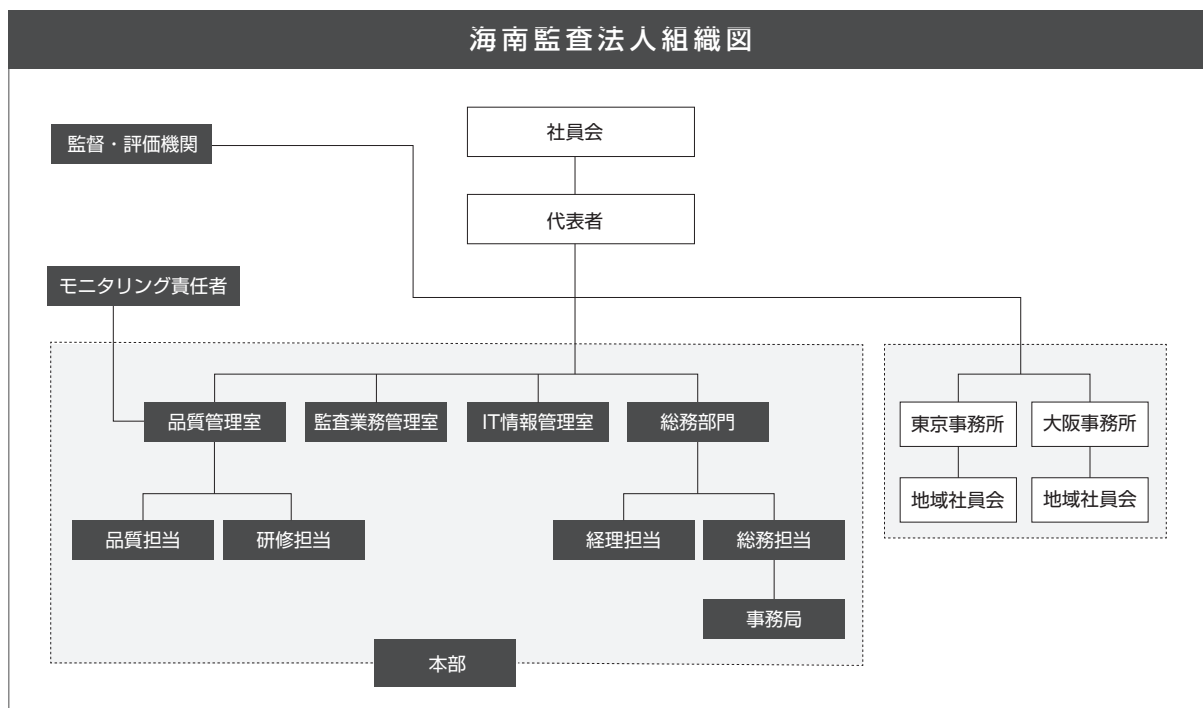 海南監査法人組織図
社員会
監督・評価機関
代表者
モニタリング責任者
品質管理室
監査業務管理室
IT情報管理室
総務部門
東京事務所
大阪事務所
地域社員会
地域社員会
品質担当
研修担当
経理担当
総務担当
事務局
本部